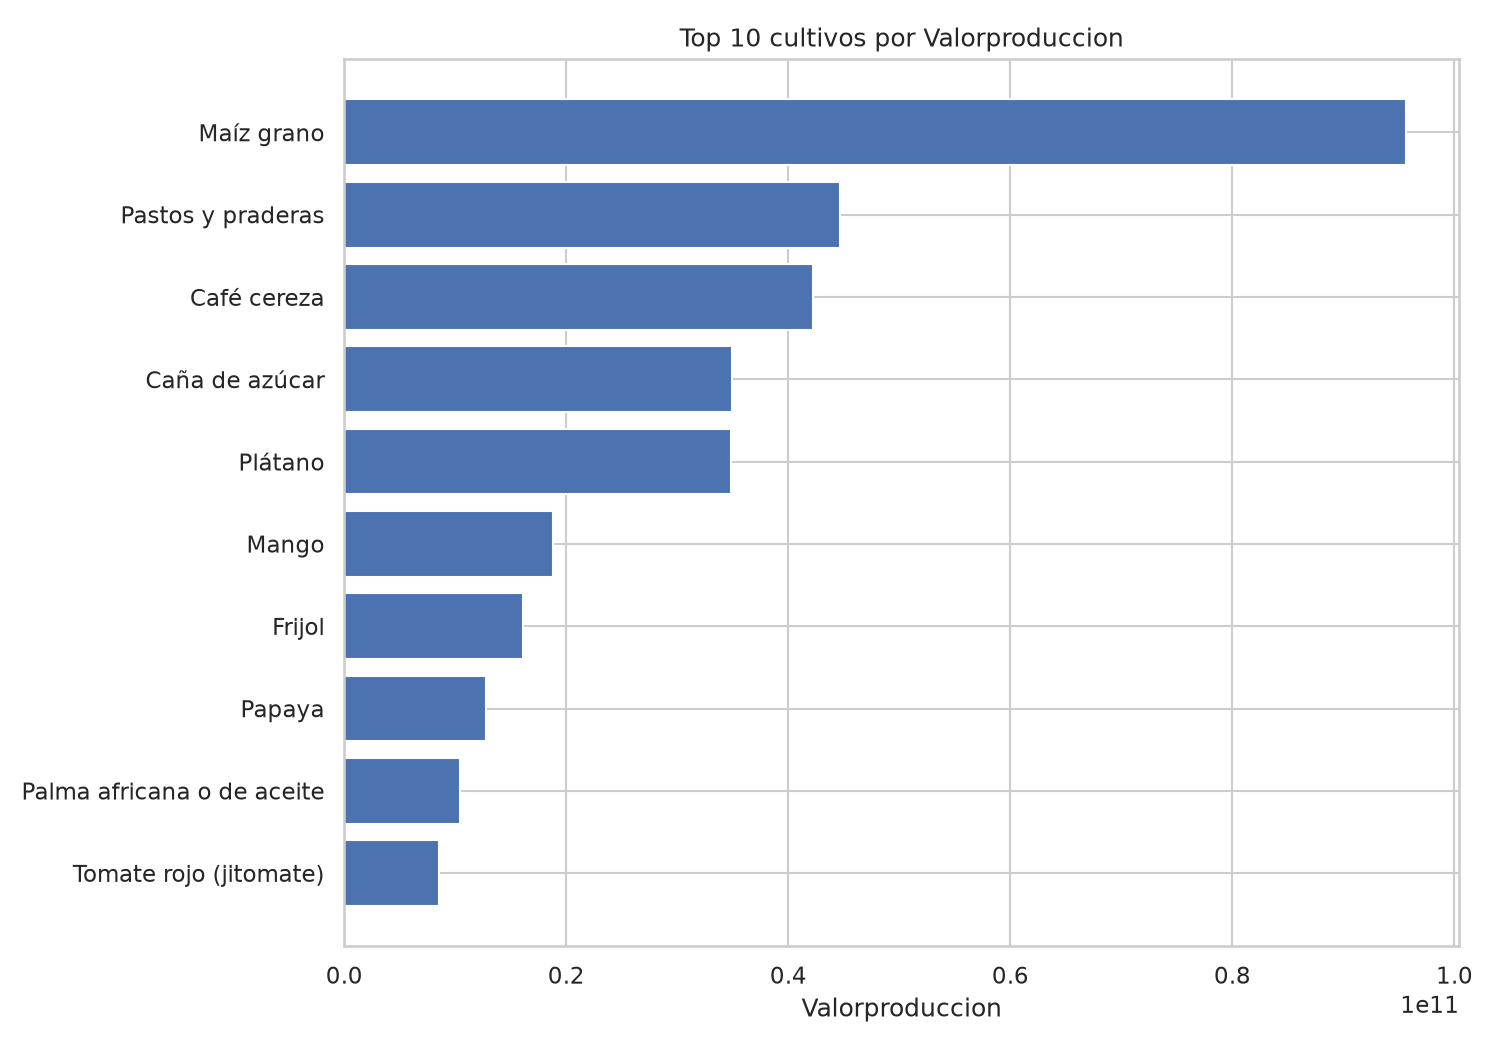 Top 10 cultivos por Valorproduccion
Maíz grano
Pastos y praderas
Café cereza
Caña de azúcar
Plátano
Mango
Frijol
Papaya
Palma africana o de aceite
Tomate rojo (jitomate)
0.0 0.2 0.4 0.6 0.8 1.0
Valorproduccion
1e11